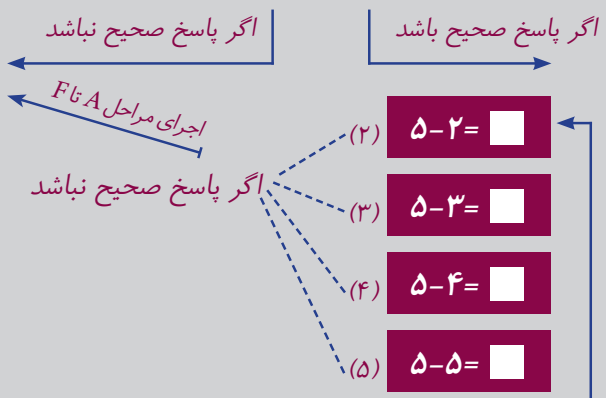 اگر پاسخ صحیح باشد
اگر پاسخ صحیح نباشد
اجرای مراحل A تا F
(۲) ۵-۲=
اگر پاسخ صحیح نباشد
(۳) ۵-۳=
(۴) ۵-۴=
(۵) ۵-۵=